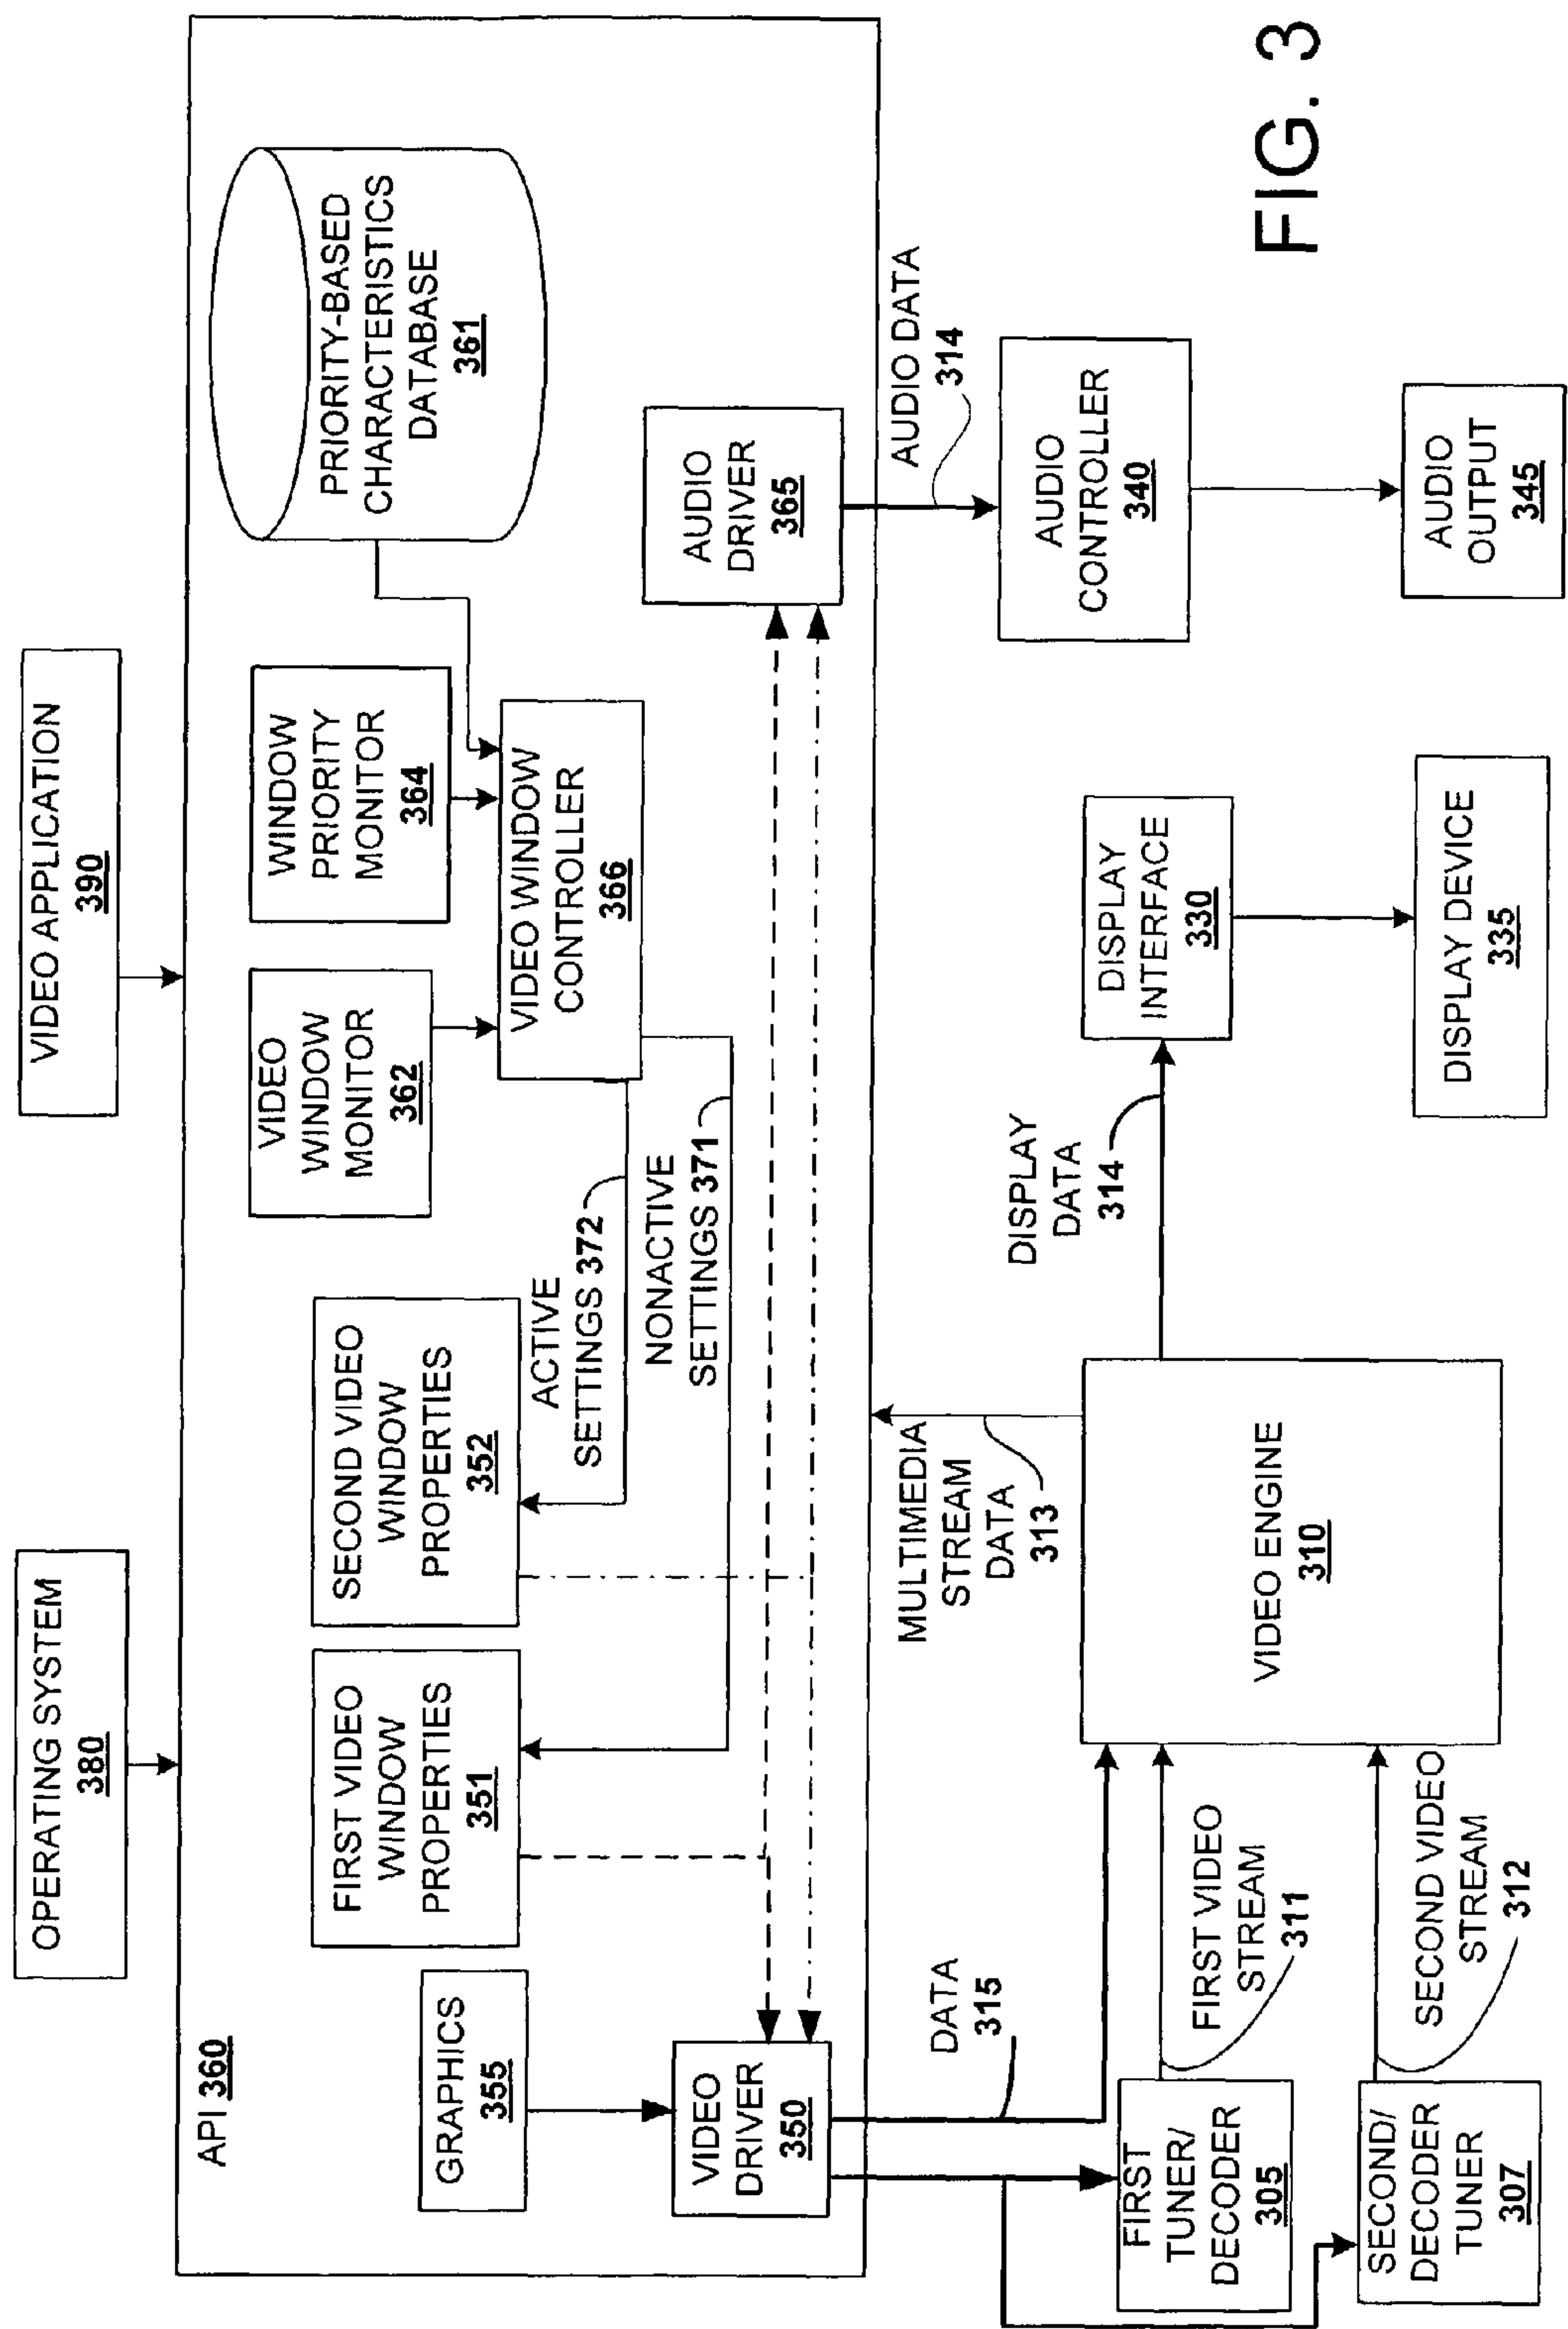 OPERATING SYSTEM
380
VIDEO APPLICATION
390
API 360
PRIORITY-BASED
CHARACTERISTICS
DATABASE
361
WINDOW
PRIORITY
MONITOR
364
VIDEO
WINDOW
MONITOR
362
VIDEO WINDOW
CONTROLLER
366
SECOND VIDEO
WINDOW
PROPERTIES
352
FIRST VIDEO
WINDOW
PROPERTIES
351
GRAPHICS
355
ACTIVE
SETTINGS 372
NONACTIVE
SETTINGS 371
VIDEO
DRIVER
350
AUDIO
DRIVER
365
AUDIO DATA
314
DATA
315
MULTIMEDIA
STREAM
DATA
313
DISPLAY
DATA
314
AUDIO
CONTROLLER
340
DISPLAY
INTERFACE
330
VIDEO ENGINE
310
FIRST
TUNER/
DECODER
305
FIRST VIDEO
STREAM
311
SECOND/
DECODER
TUNER
307
SECOND VIDEO
STREAM
312
DISPLAY DEVICE
335
AUDIO
OUTPUT
345
FIG. 3